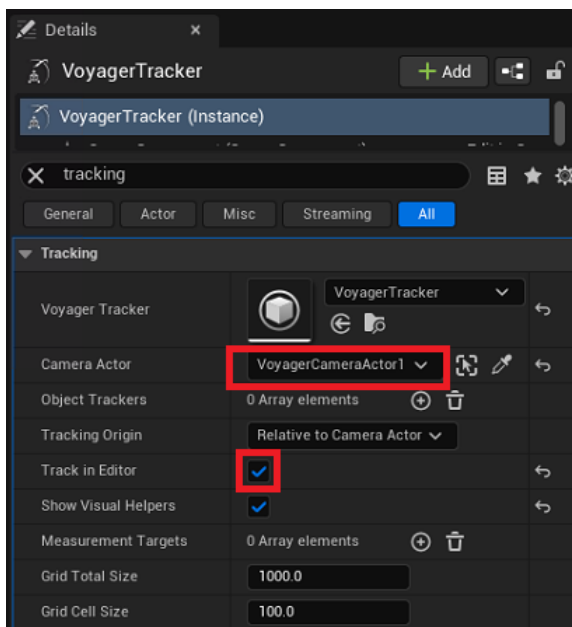 Details
VoyagerTracker
Add
VoyagerTracker (Instance)
tracking
General Actor Misc Streaming All
Tracking
Voyager Tracker VoyagerTracker
Camera Actor VoyagerCameraActor1
Object Trackers 0 Array elements
Tracking Origin Relative to Camera Actor
Track in Editor
Show Visual Helpers
Measurement Targets 0 Array elements
Grid Total Size 1000.0
Grid Cell Size 100.0